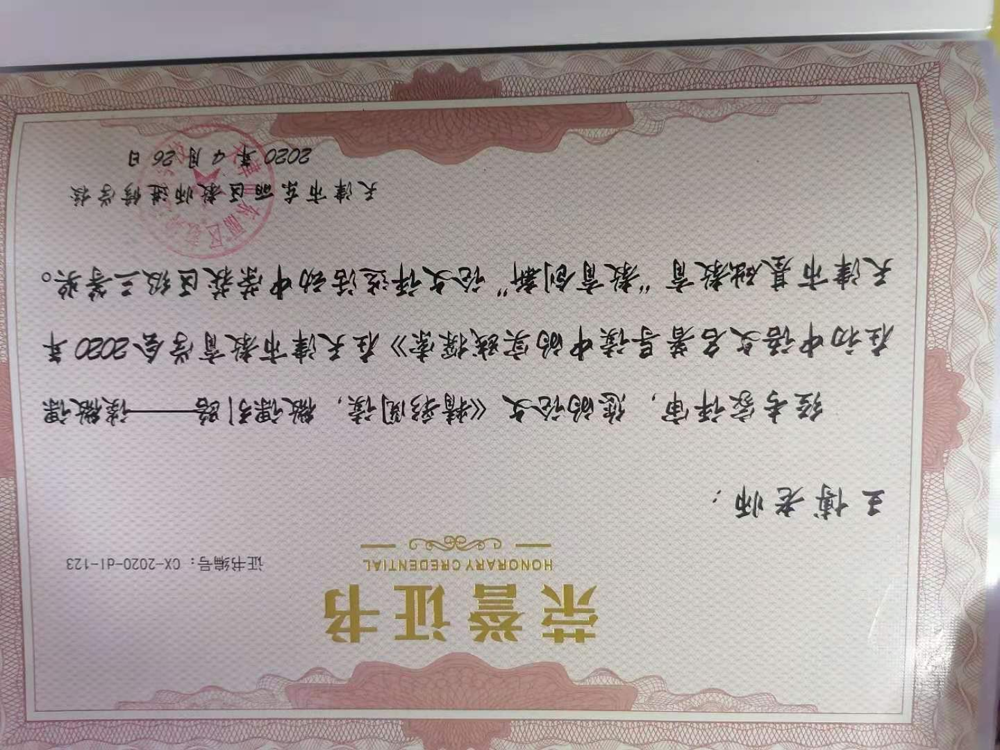 荣誉证书
HONORARY CREDENTIAL
证书编号：CX-2020-dl-123
王博老师：
经专家评审，您的论文《精彩阅读，微课引路——谈微课
在初中语文名著导读中的实践探索》在天津市教育学会2020年
天津市基础教育“教育创新”论文评选活动中荣获区级三等奖。
天津市东丽区教师进修学校
2020年4月26日